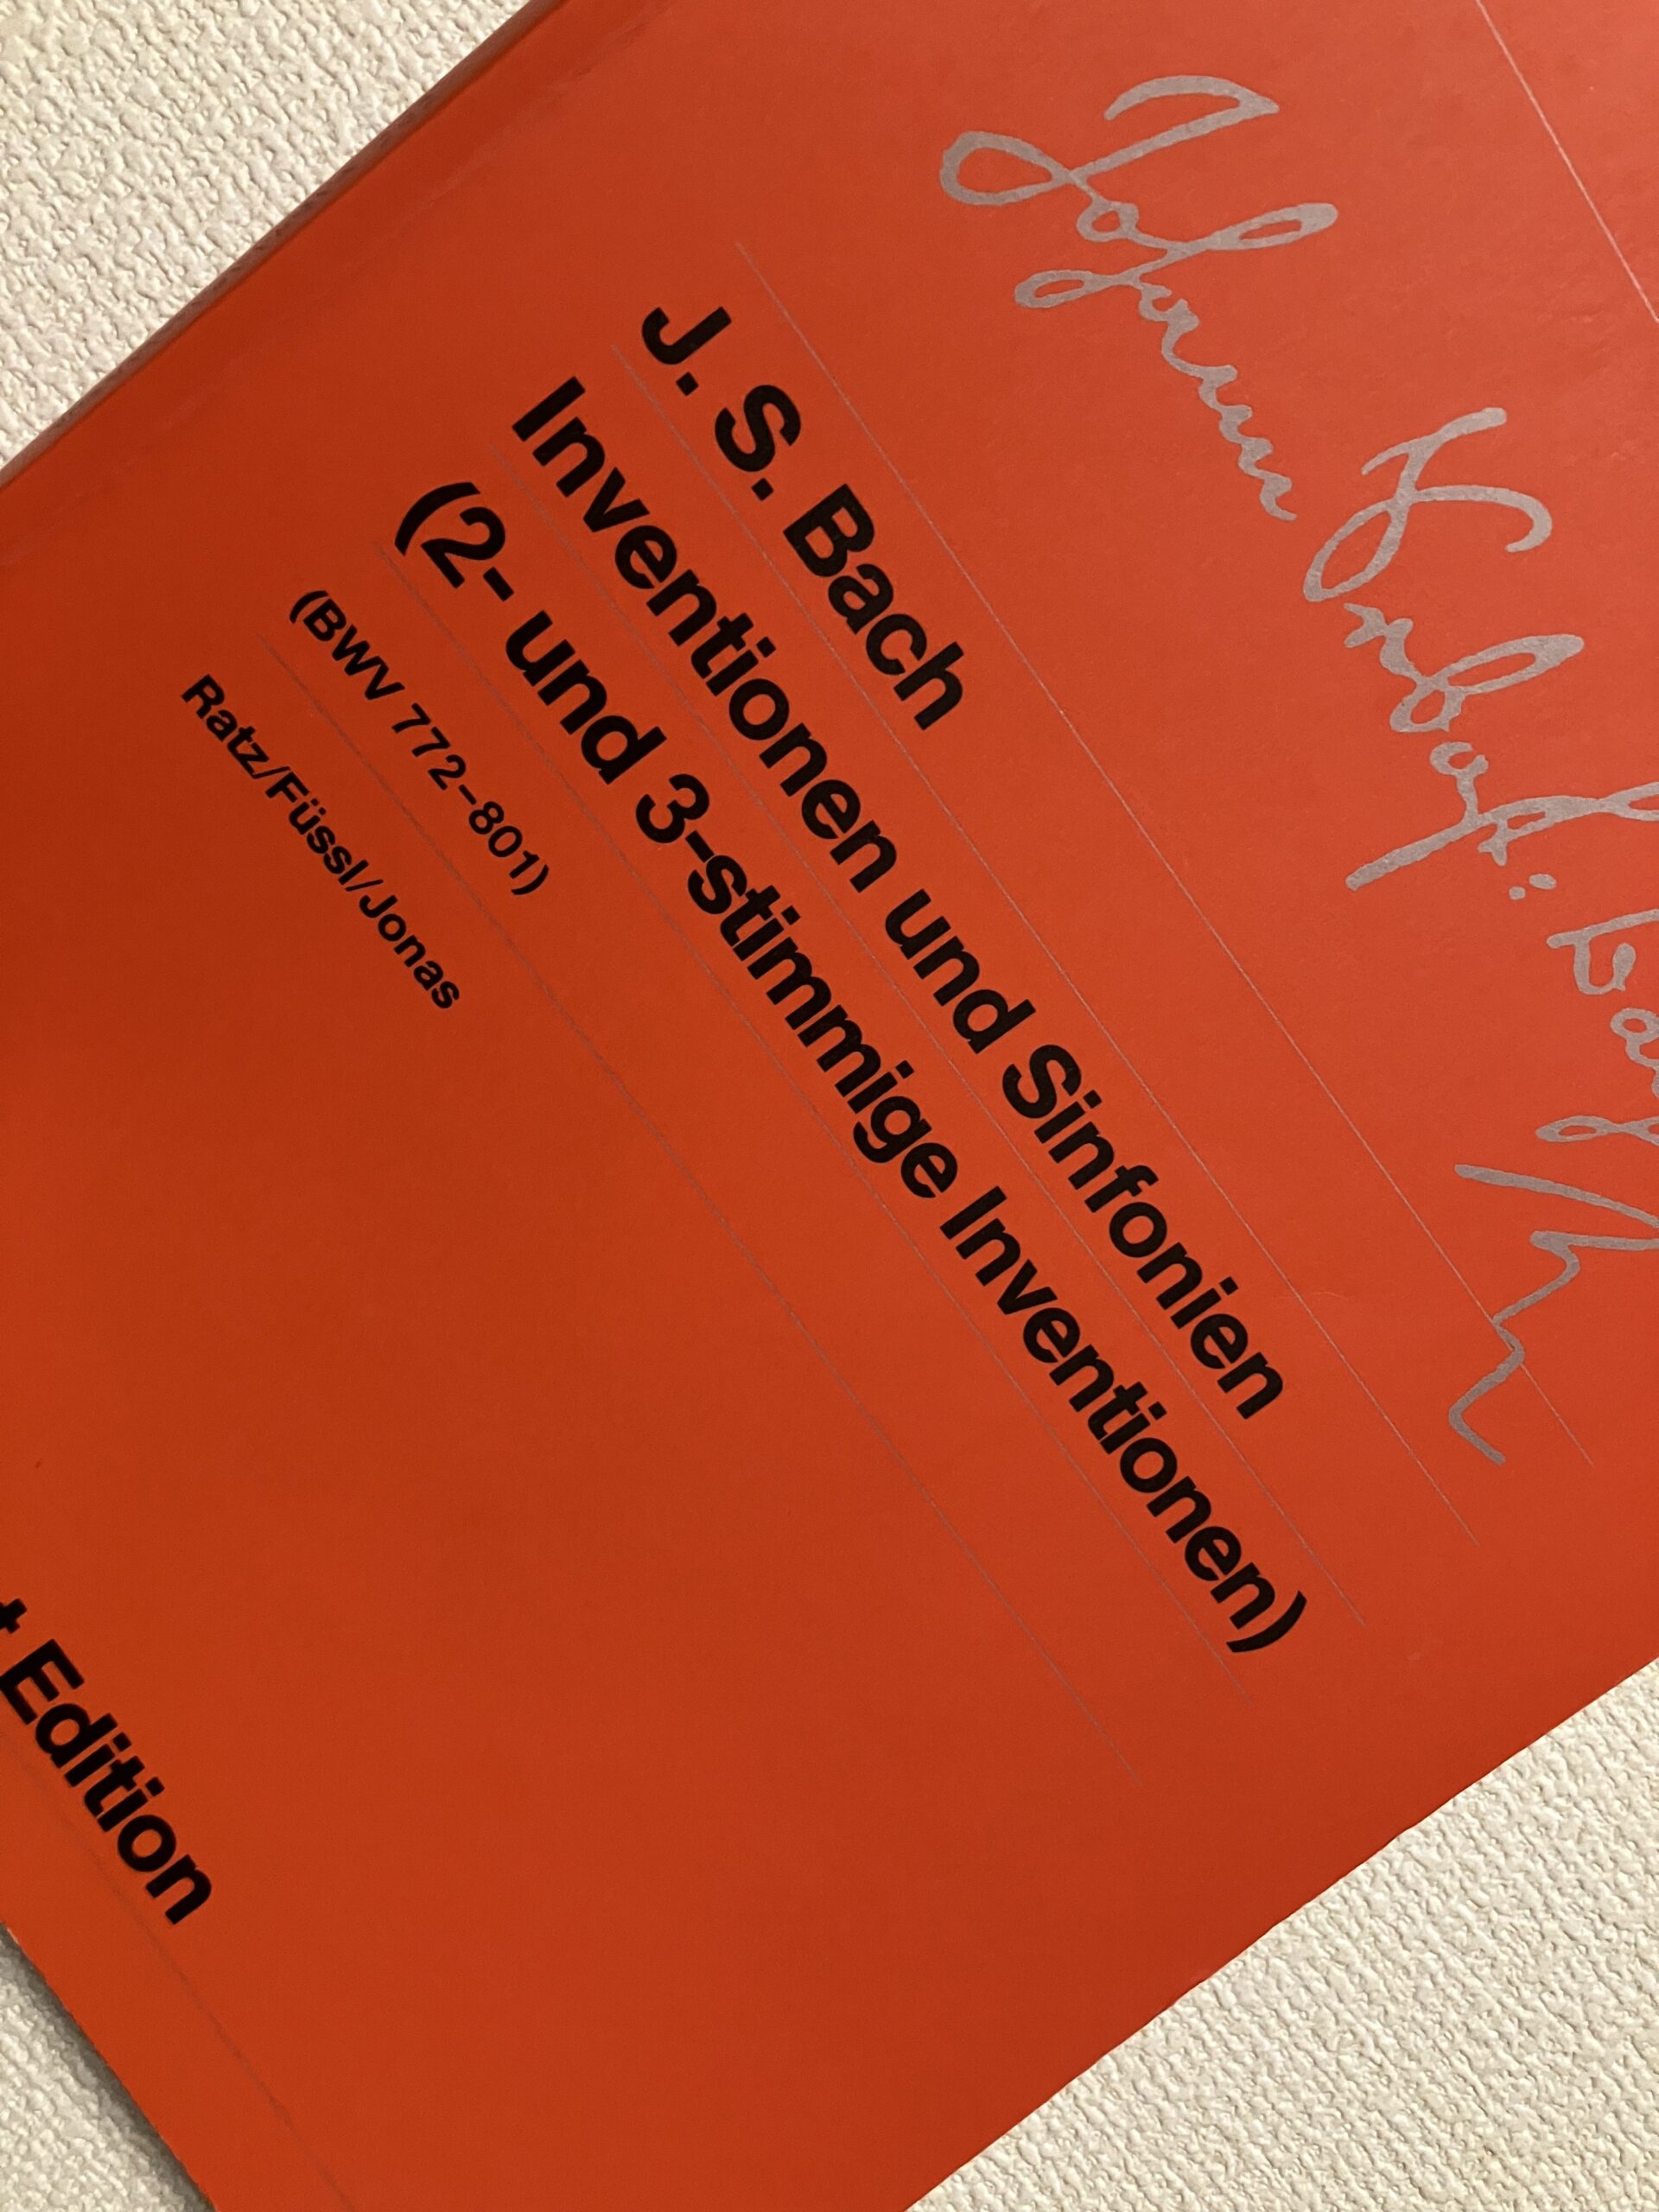 J. S. Bach
Inventionen und Sinfonien
(2- und 3-stimmige Inventionen)
(BWV 772–801)
Ratz/Füssl/Jonas
Edition